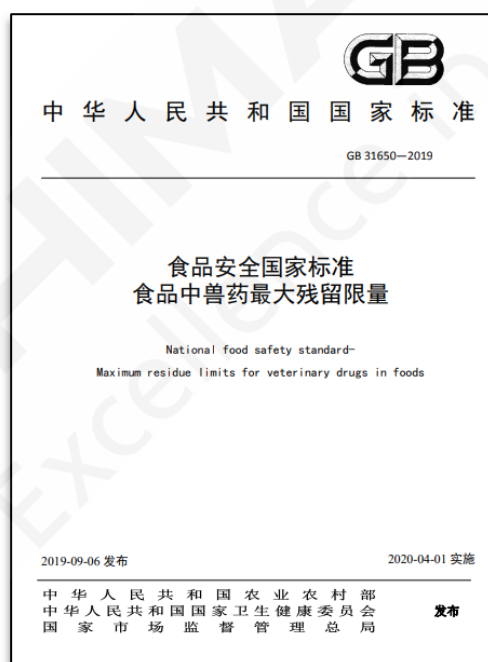 GB
中华人民共和国国家标准
GB 31650—2019
食品安全国家标准
食品中兽药最大残留限量
National food safety standard-
Maximum residue limits for veterinary drugs in foods
2019-09-06 发布
2020-04-01 实施
中华人民共和国农业农村部
中华人民共和国国家卫生健康委员会
国家市场监督管理总局
发布
Excellence in